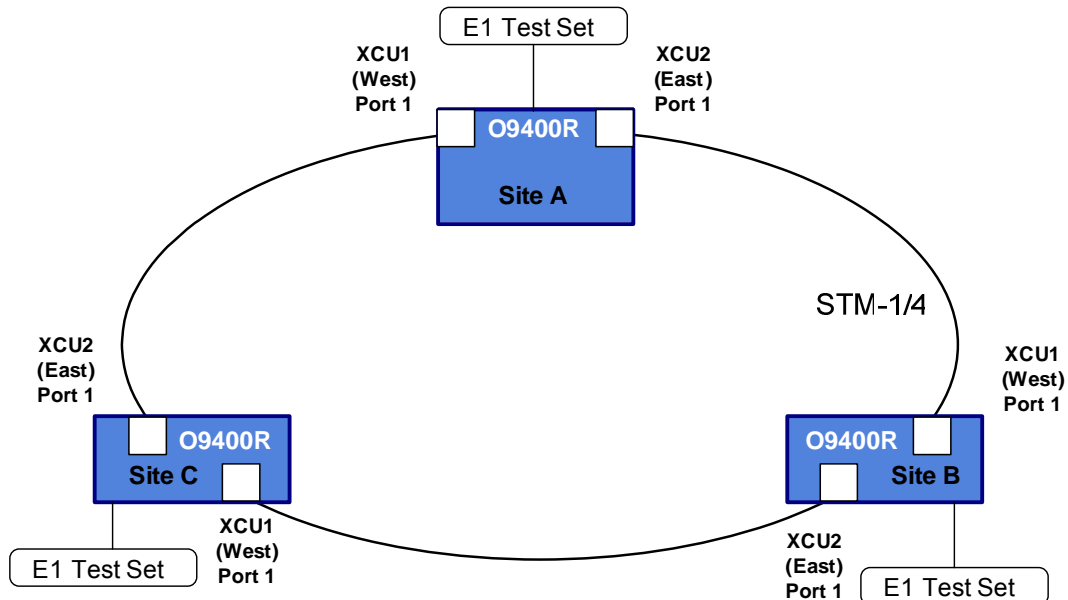 E1 Test Set
XCU1
(West)
Port 1
XCU2
(East)
Port 1
O9400R
Site A
STM-1/4
XCU2
(East)
Port 1
XCU1
(West)
Port 1
O9400R
Site C
O9400R
Site B
XCU1
(West)
Port 1
XCU2
(East)
Port 1
E1 Test Set
E1 Test Set